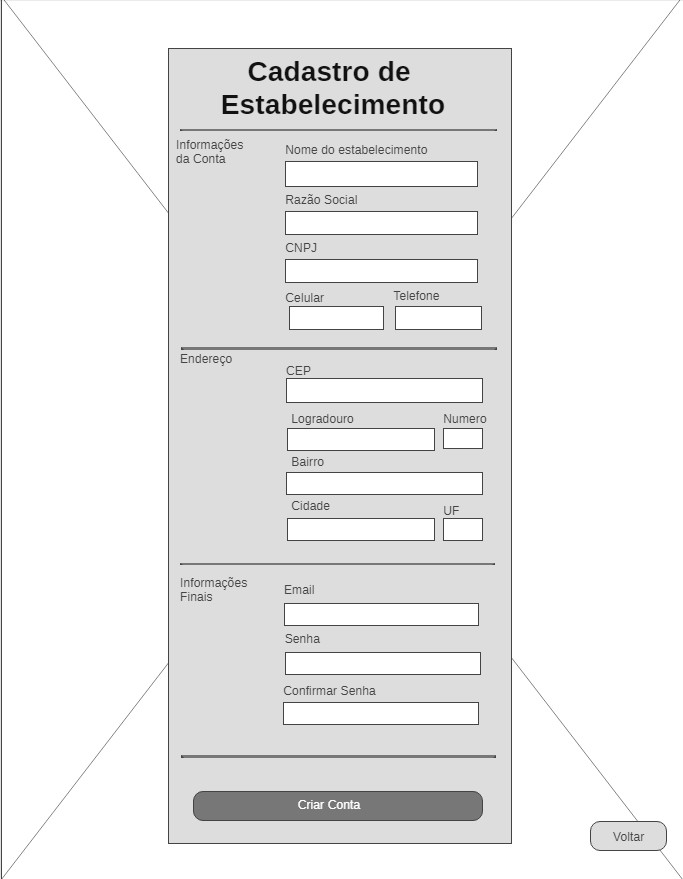 Cadastro de
Estabelecimento
Informações
da Conta
Nome do estabelecimento
Razão Social
CNPJ
Celular
Telefone
Endereço
CEP
Logradouro
Numero
Bairro
Cidade
UF
Informações
Finais
Email
Senha
Confirmar Senha
Criar Conta
Voltar